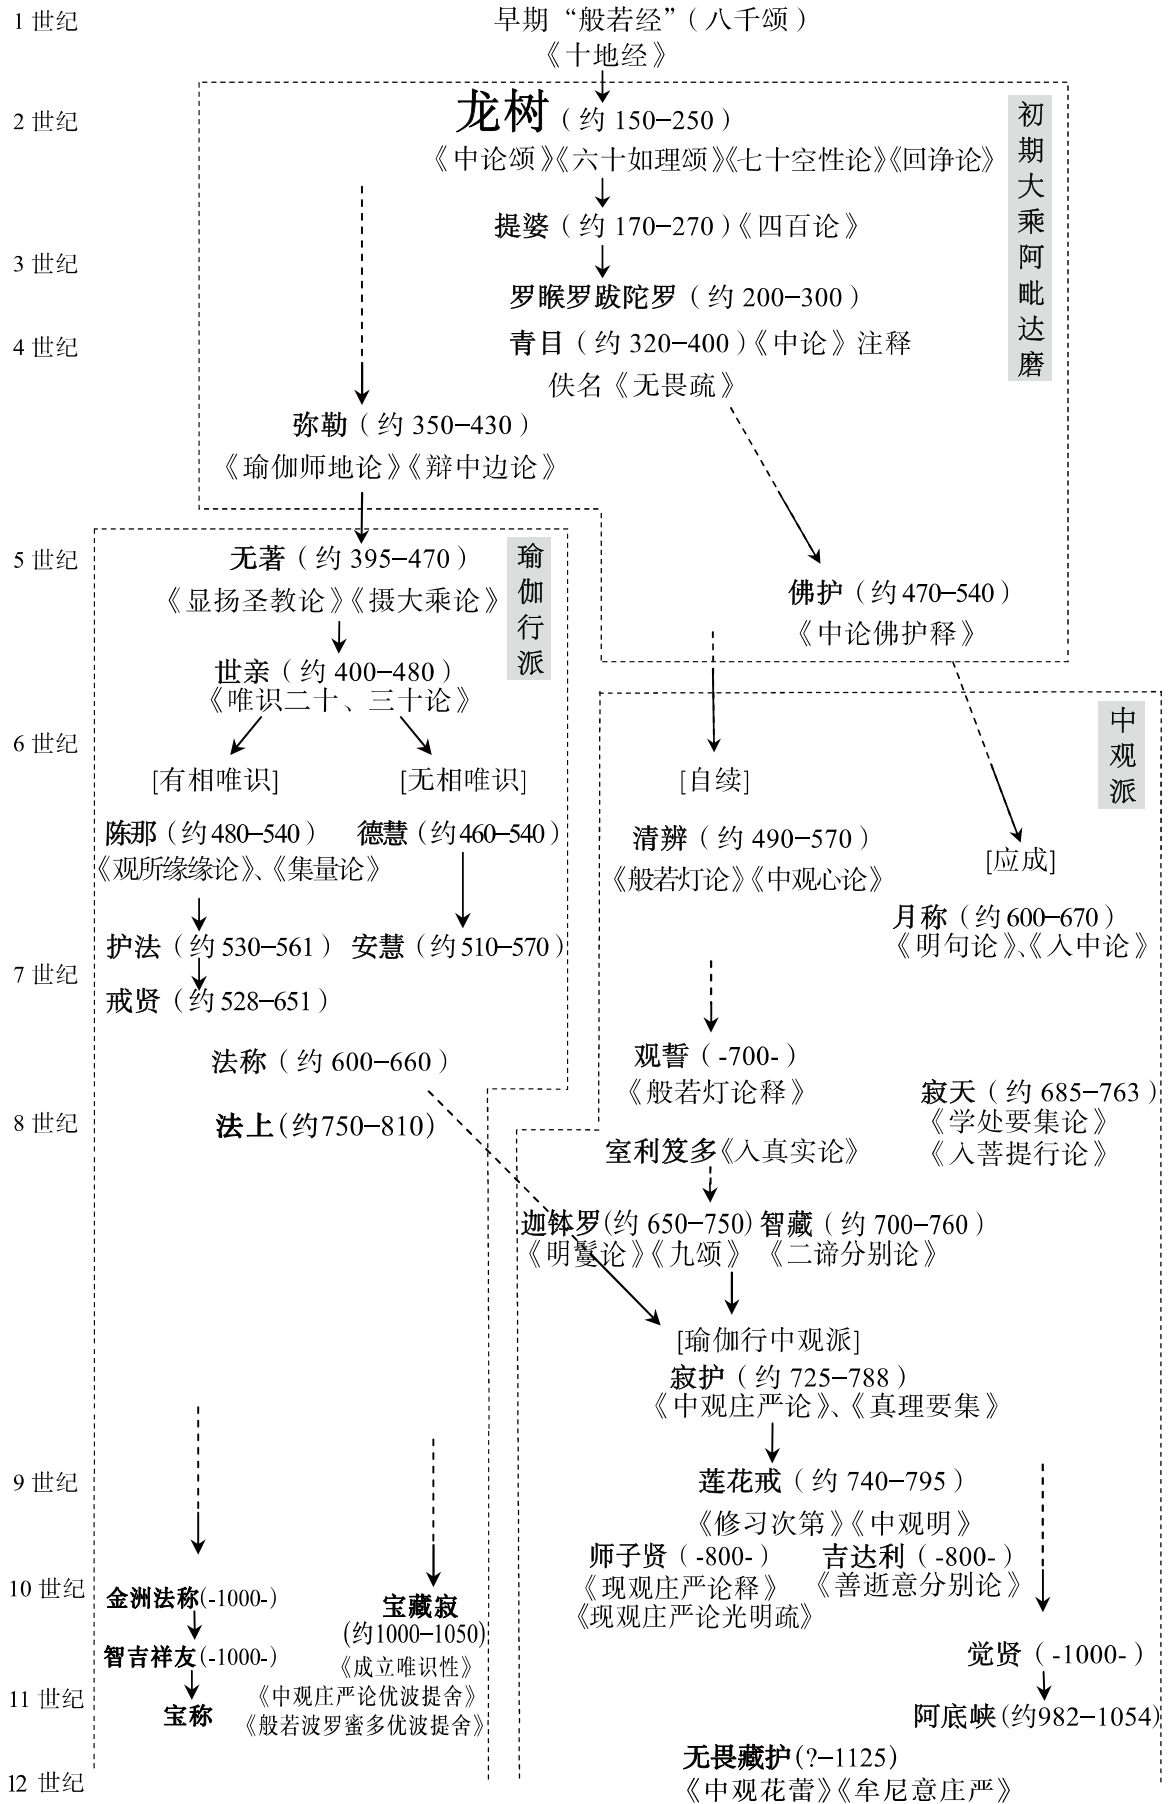 1 世纪
早期“般若经”（八千颂）
《十地经》
2 世纪
龙树（约 150–250）
《中论颂》《六十如理颂》《七十空性论》《回诤论》
初期大乘阿毗达磨
提婆（约 170–270）《四百论》
3 世纪
罗睺罗跋陀罗（约 200–300）
4 世纪
青目（约 320–400）《中论》注释
佚名《无畏疏》
弥勒（约 350–430）
《瑜伽师地论》《辩中边论》
5 世纪
无著（约 395–470）
《显扬圣教论》《摄大乘论》
瑜伽行派
佛护（约 470–540）
《中论佛护释》
世亲（约 400–480）
《唯识二十、三十论》
中观派
6 世纪
[有相唯识]
[无相唯识]
[自续]
陈那（约 480–540）
德慧（约 460–540）
《观所缘缘论》、《集量论》
清辨（约 490–570）
《般若灯论》《中观心论》
[应成]
月称（约 600–670）
《明句论》、《入中论》
护法（约 530–561）
安慧（约 510–570）
7 世纪
戒贤（约 528–651）
法称（约 600–660）
观誓（-700-）
《般若灯论释》
寂天（约 685–763）
《学处要集论》
《入菩提行论》
8 世纪
法上(约750–810)
室利笈多《入真实论》
迦钵罗(约 650–750)
智藏（约 700–760）
《明鬘论》《九颂》
《二谛分别论》
[瑜伽行中观派]
寂护（约 725–788）
《中观庄严论》、《真理要集》
9 世纪
莲花戒（约 740–795）
《修习次第》《中观明》
师子贤（-800-）
吉达利（-800-）
《现观庄严论释》
《善逝意分别论》
《现观庄严论光明疏》
10 世纪
金洲法称(-1000-)
宝藏寂
(约1000–1050)
《成立唯识性》
《中观庄严论优波提舍》
《般若波罗蜜多优波提舍》
智吉祥友(-1000-)
觉贤（-1000-）
11 世纪
宝称
阿底峡(约982–1054)
无畏藏护(?–1125)
《中观花蕾》《牟尼意庄严》
12 世纪